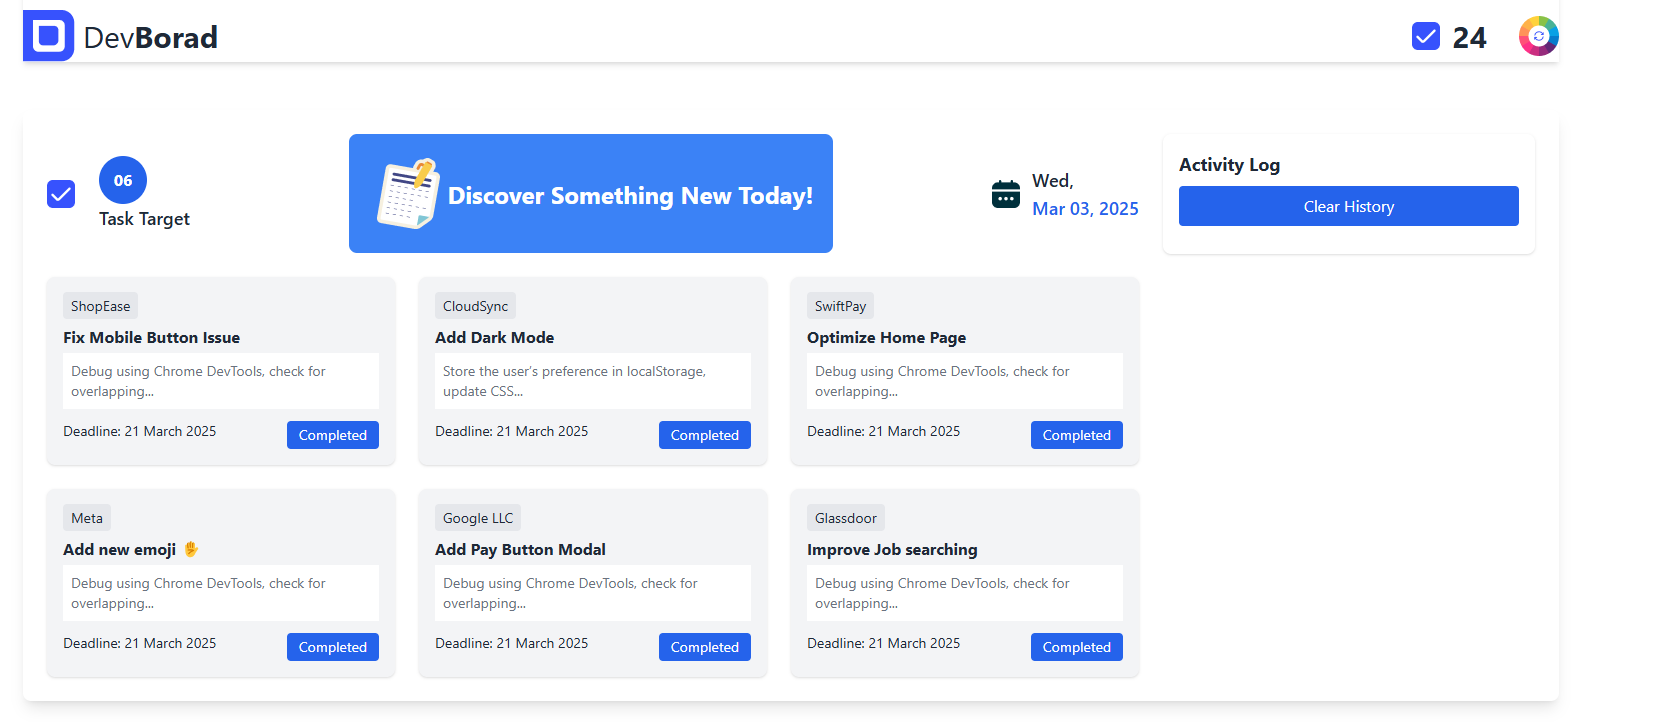 DevBorad
24
06
Task Target
Discover Something New Today!
Wed,
Mar 03, 2025
Activity Log
Clear History
ShopEase
Fix Mobile Button Issue
Debug using Chrome DevTools, check for
overlapping...
Deadline: 21 March 2025
Completed
CloudSync
Add Dark Mode
Store the user's preference in localStorage,
update CSS...
Deadline: 21 March 2025
Completed
SwiftPay
Optimize Home Page
Debug using Chrome DevTools, check for
overlapping...
Deadline: 21 March 2025
Completed
Meta
Add new emoji 🤚
Debug using Chrome DevTools, check for
overlapping...
Deadline: 21 March 2025
Completed
Google LLC
Add Pay Button Modal
Debug using Chrome DevTools, check for
overlapping...
Deadline: 21 March 2025
Completed
Glassdoor
Improve Job searching
Debug using Chrome DevTools, check for
overlapping...
Deadline: 21 March 2025
Completed